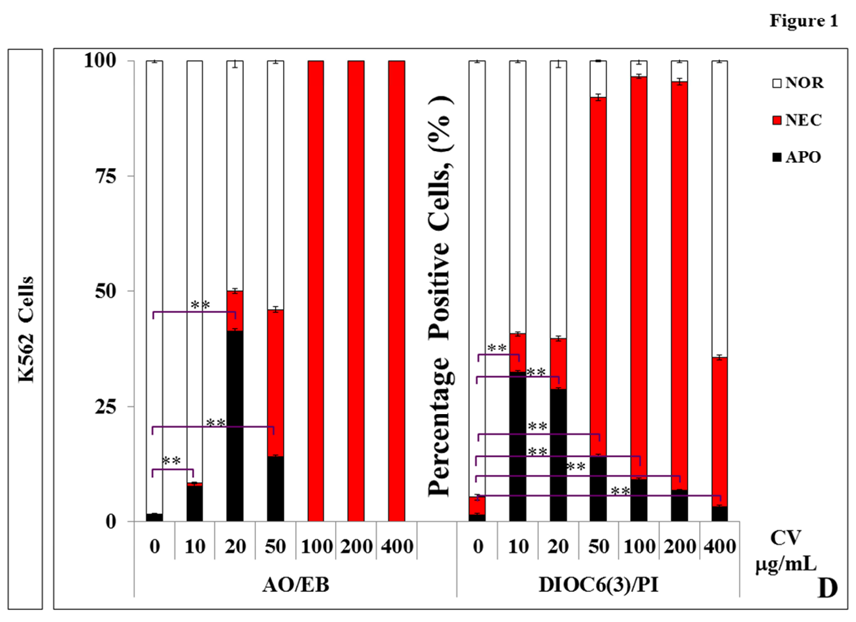 Figure 1
K562 Cells
100
75
50
25
0
Percentage Positive Cells, (%)
NOR
NEC
APO
**
**
**
**
**
**
**
**
**
0 10 20 50 100 200 400
0 10 20 50 100 200 400
CV
μg/mL
AO/EB
DIOC6(3)/PI
D